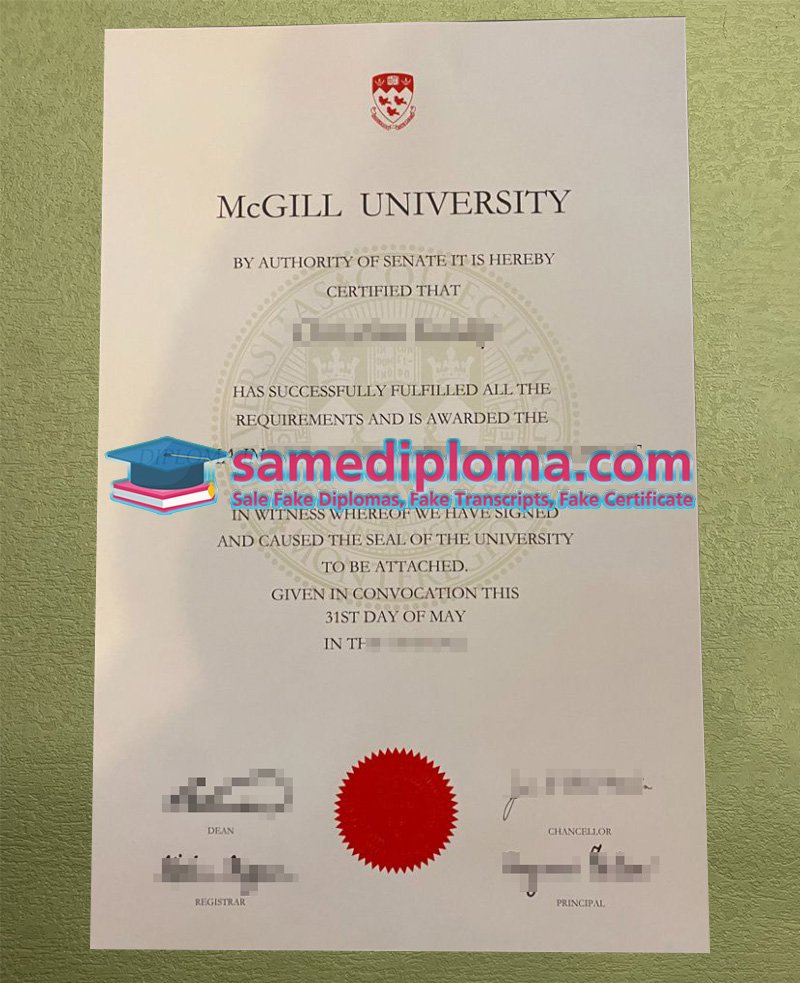 McGILL UNIVERSITY
BY AUTHORITY OF SENATE IT IS HEREBY
CERTIFIED THAT
HAS SUCCESSFULLY FULFILLED ALL THE
REQUIREMENTS AND IS AWARDED THE
DIPLOMA IN
samediploma.com
Sale Fake Diplomas, Fake Transcripts, Fake Certificate
IN WITNESS WHEREOF WE HAVE SIGNED
AND CAUSED THE SEAL OF THE UNIVERSITY
TO BE ATTACHED.
GIVEN IN CONVOCATION THIS
31ST DAY OF MAY
IN
DEAN
CHANCELLOR
REGISTRAR
PRINCIPAL